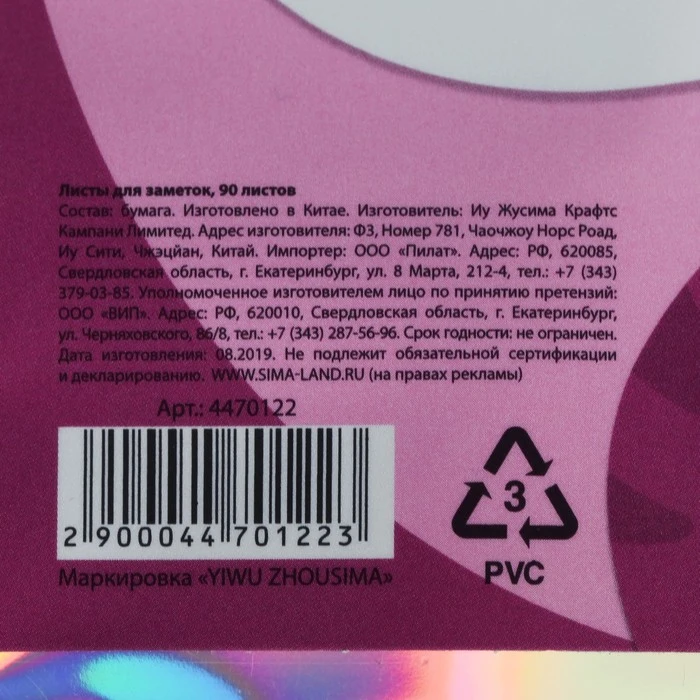 Листы для заметок, 90 листов
Состав: бумага. Изготовлено в Китае. Изготовитель: Иу Жусима Крафтс
Кампани Лимитед. Адрес изготовителя: Ф3, Номер 781, Чаочжоу Норс Роад,
Иу Сити, Чжэцзян, Китай. Импортер: ООО «Пилат». Адрес: РФ, 620085,
Свердловская область, г. Екатеринбург, ул. 8 Марта, 212-4, тел.: +7 (343)
379-03-85. Уполномоченное изготовителем лицо по принятию претензий:
ООО «ВИП». Адрес: РФ, 620010, Свердловская область, г. Екатеринбург,
ул. Черняховского, 86/8, тел.: +7 (343) 287-56-96. Срок годности: не ограничен.
Дата изготовления: 08.2019. Не подлежит обязательной сертификации
и декларированию. WWW.SIMA-LAND.RU (на правах рекламы)
Арт.: 4470122
2 900044 701223
Маркировка «YIWU ZHOUSIMA»
3
PVC